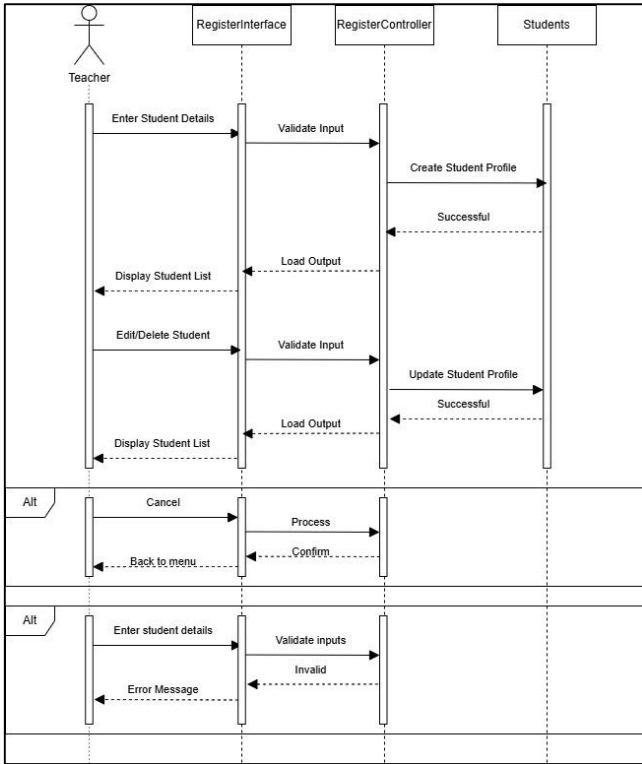 RegisterInterface
RegisterController
Students
Teacher
Enter Student Details
Validate Input
Create Student Profile
Successful
Load Output
Display Student List
Edit/Delete Student
Validate Input
Update Student Profile
Successful
Load Output
Display Student List
Alt
Cancel
Process
Confirm
Back to menu
Alt
Enter student details
Validate inputs
Invalid
Error Message